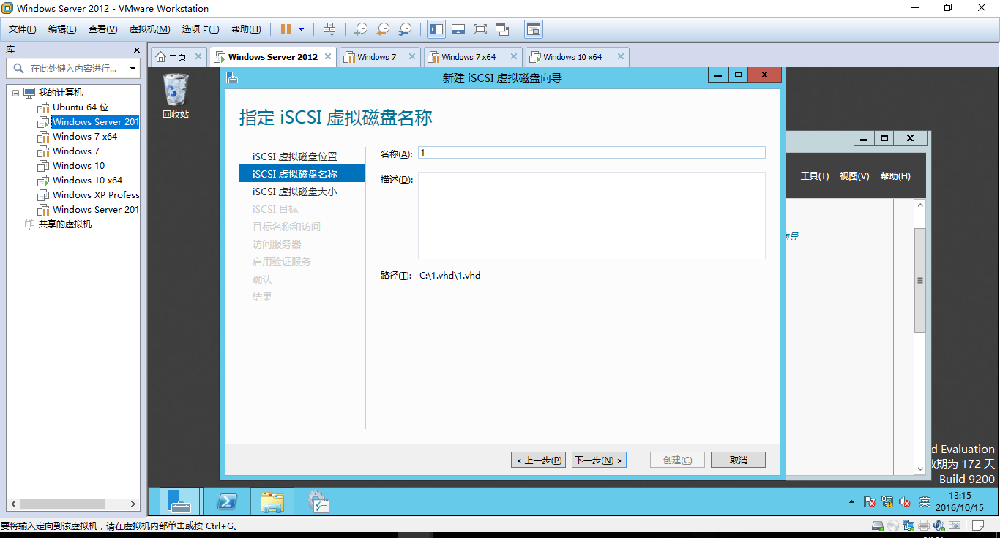 Windows Server 2012 - VMware Workstation
文件(F) 编辑(E) 查看(V) 虚拟机(M) 选项卡(T) 帮助(H)
库
在此处键入内容进行...
我的计算机
Ubuntu 64 位
Windows Server 201
Windows 7 x64
Windows 7
Windows 10
Windows 10 x64
Windows XP Profess
Windows Server 201
共享的虚拟机
主页 Windows Server 2012 Windows 7 Windows 7 x64 Windows 10 x64
回收站
新建 iSCSI 虚拟磁盘向导
指定 iSCSI 虚拟磁盘名称
iSCSI 虚拟磁盘位置
iSCSI 虚拟磁盘名称
iSCSI 虚拟磁盘大小
iSCSI 目标
目标名称和访问
访问服务器
启用验证服务
确认
结果
名称(A): 1
描述(D):
路径(T): C:\1.vhd\1.vhd
< 上一步(P) 下一步(N) > 创建(C) 取消
工具(T) 视图(V) 帮助(H)
向导
d Evaluation
效期为 172 天
Build 9200
英
13:15
2016/10/15
要将输入定向到该虚拟机，请在虚拟机内部单击或按 Ctrl+G。